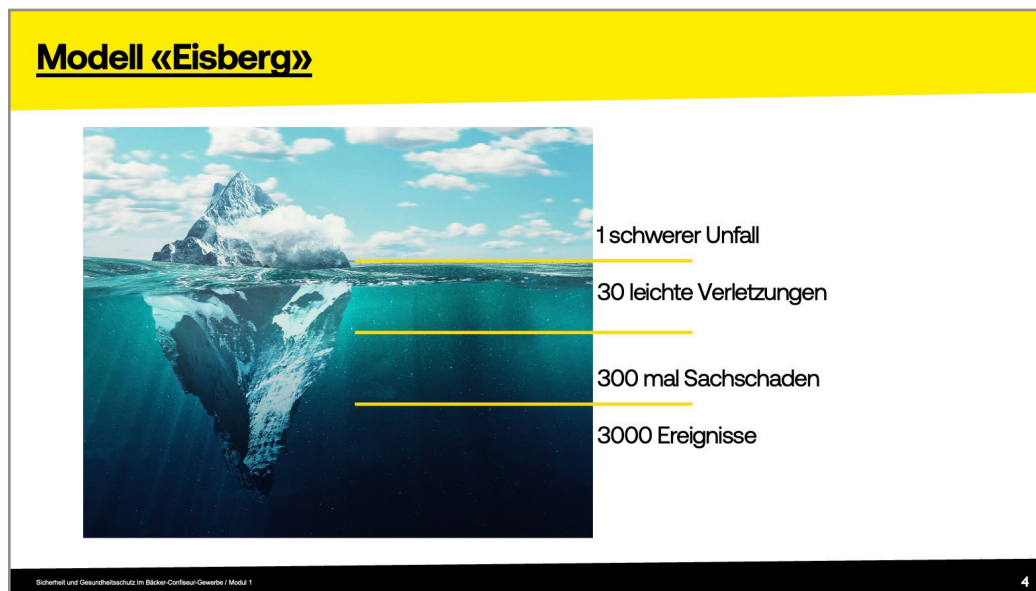 Modell «Eisberg»
1 schwerer Unfall
30 leichte Verletzungen
300 mal Sachschaden
3000 Ereignisse
Sicherheit und Gesundheitsschutz im Bäcker-Confiseur-Gewerbe / Modul 1
4